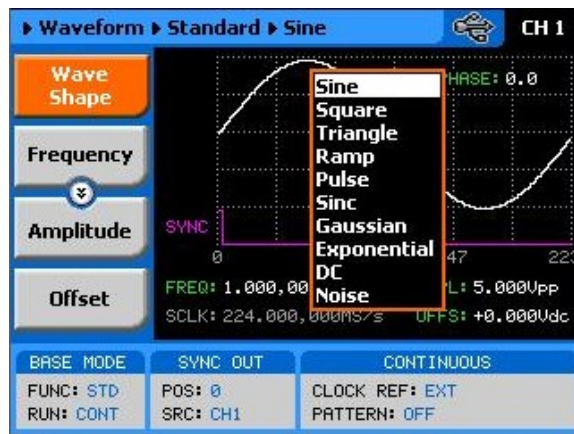 Waveform Standard Sine CH 1
Wave
Shape
Frequency
Amplitude
Offset
Sine
Square
Triangle
Ramp
Pulse
Sinc
Gaussian
Exponential
DC
Noise
PHASE: 0.0
SYNC
0 47 223
FREQ: 1.000,00 L: 5.000Vpp
SCLK: 224.000,000MS/s OFFS: +0.000Vdc
BASE MODE
FUNC: STD
RUN: CONT
SYNC OUT
POS: 0
SRC: CH1
CONTINUOUS
CLOCK REF: EXT
PATTERN: OFF